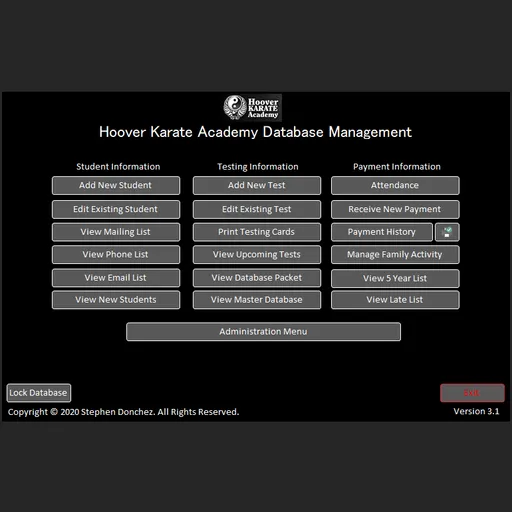 Hoover
KARATE
Academy
Hoover Karate Academy Database Management
Student Information Testing Information Payment Information
Add New Student Add New Test Attendance
Edit Existing Student Edit Existing Test Receive New Payment
View Mailing List Print Testing Cards Payment History
View Phone List View Upcoming Tests Manage Family Activity
View Email List View Database Packet View 5 Year List
View New Students View Master Database View Late List
Administration Menu
Lock Database Exit
Copyright © 2020 Stephen Donchez. All Rights Reserved. Version 3.1